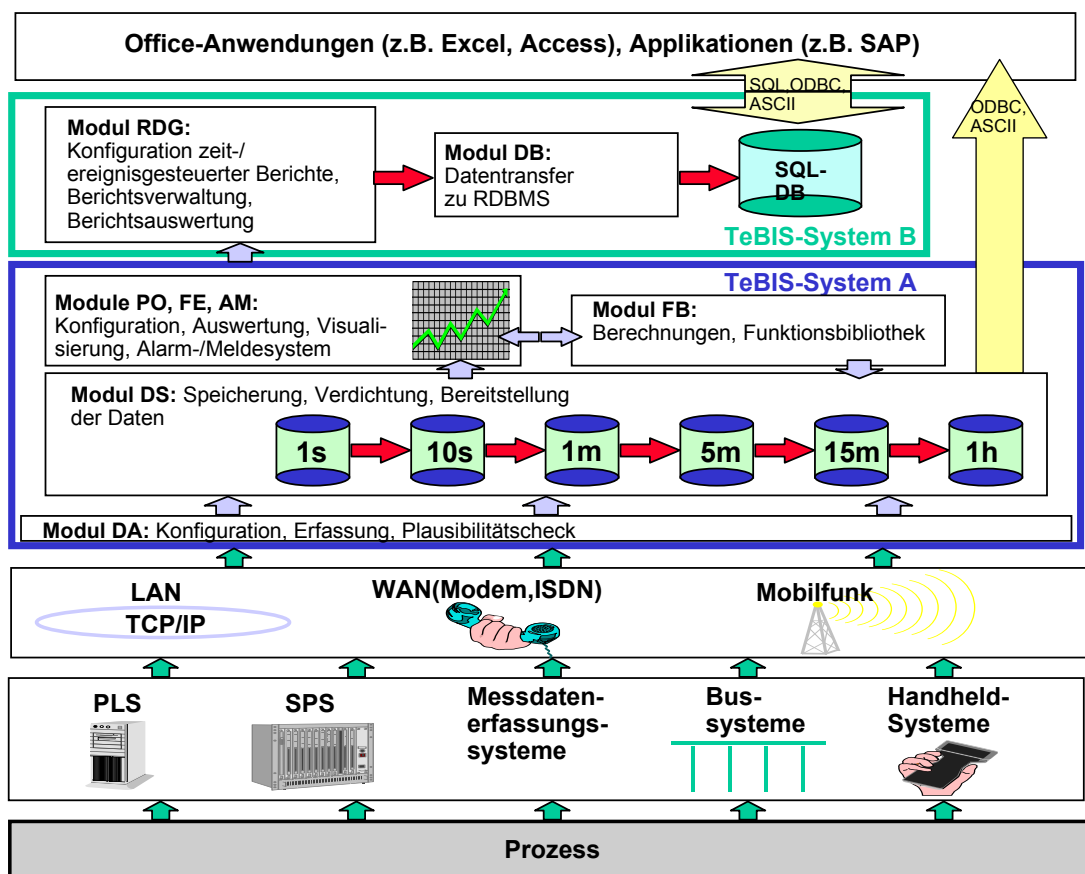 Office-Anwendungen (z.B. Excel, Access), Applikationen (z.B. SAP)
SQL,ODBC,
ASCII
ODBC,
ASCII
Modul RDG:
Konfiguration zeit-/
ereignisgesteuerter Berichte,
Berichtsverwaltung,
Berichtsauswertung
Modul DB:
Datentransfer
zu RDBMS
SQL-
DB
TeBIS-System B
TeBIS-System A
Module PO, FE, AM:
Konfiguration, Auswertung, Visuali-
sierung, Alarm-/Meldesystem
Modul FB:
Berechnungen, Funktionsbibliothek
Modul DS: Speicherung, Verdichtung, Bereitstellung
der Daten
1s
10s
1m
5m
15m
1h
Modul DA: Konfiguration, Erfassung, Plausibilitätscheck
LAN
TCP/IP
WAN(Modem,ISDN)
Mobilfunk
PLS
SPS
Messdaten-
erfassungs-
systeme
Bus-
systeme
Handheld-
Systeme
Prozess